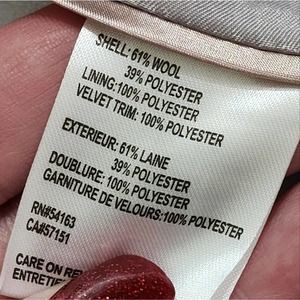 SHELL: 61% WOOL
39% POLYESTER
LINING:100% POLYESTER
VELVET TRIM: 100% POLYESTER
EXTERIEUR: 61% LAINE
39% POLYESTER
DOUBLURE: 100% POLYESTER
GARNITURE DE VELOURS:100% POLYESTER
RN#54163
CA#57151
CARE ON RE
ENTRETIE